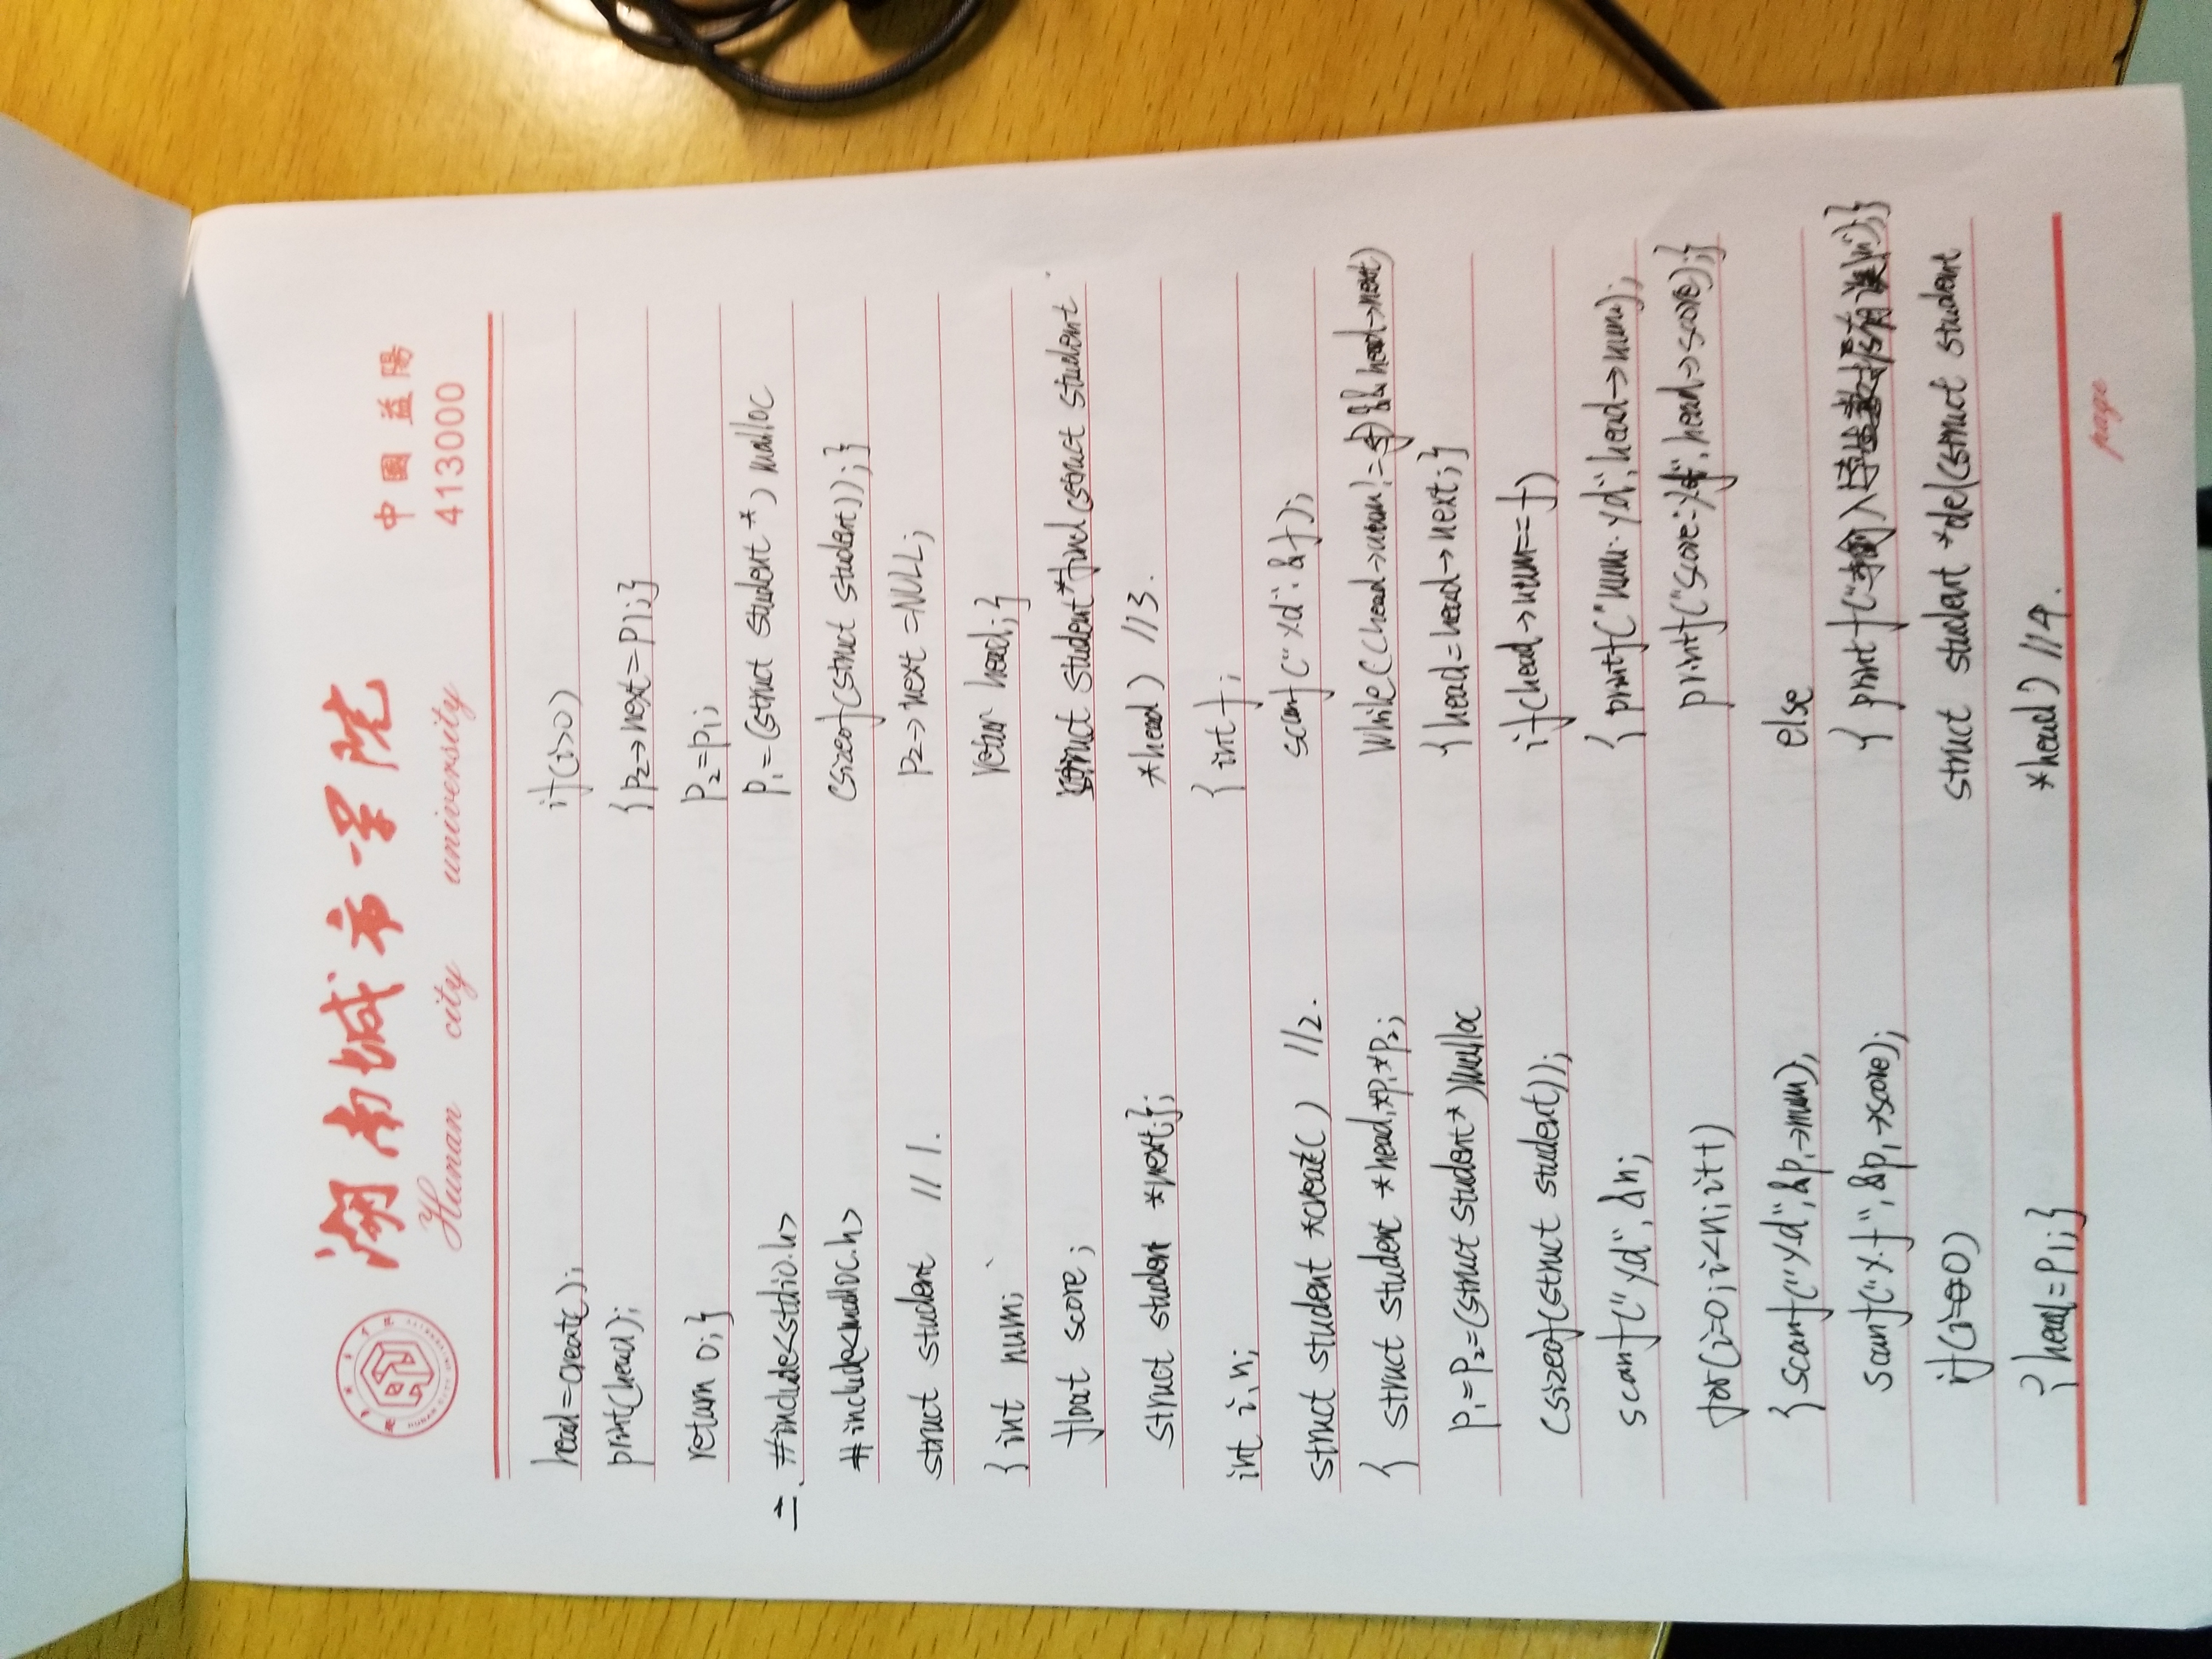 湖南城市学院
Hunan city university
中國 益陽
413000
head=creat();
print(head);
return 0;}
二、#include<stdio.h>
#include<malloc.h>
struct student //1.
{int num;
float score;
struct student *next;};
int i,n;
struct student *creat() //2.
{ struct student *head,*p1,*p2;
p1=p2=(struct student*)malloc
(sizeof(struct student));
scanf("%d",&n;
for(i=0;i<n;i++)
{scanf("%d",&p1->num);
scanf("%f",&p1->score);
if(i==0)
{head=p1;}
if(i>0)
{p2->next=p1;}
p2=p1;
p1=(struct student *)malloc
(sizeof(struct student));}
p2->next=NULL;
retur head;}
struct student*find(struct student
*head) //3.
{int f;
scanf("%d",&f);
while((head->num!=f)&&head->next)
{head=head->next;}
if(head->num==f)
{printf("num:%d",head->num);
printf("score:%f",head->score);}
else
{printf("输入学生数据有误\n");}
struct student *del(struct student
*head) //4.
page